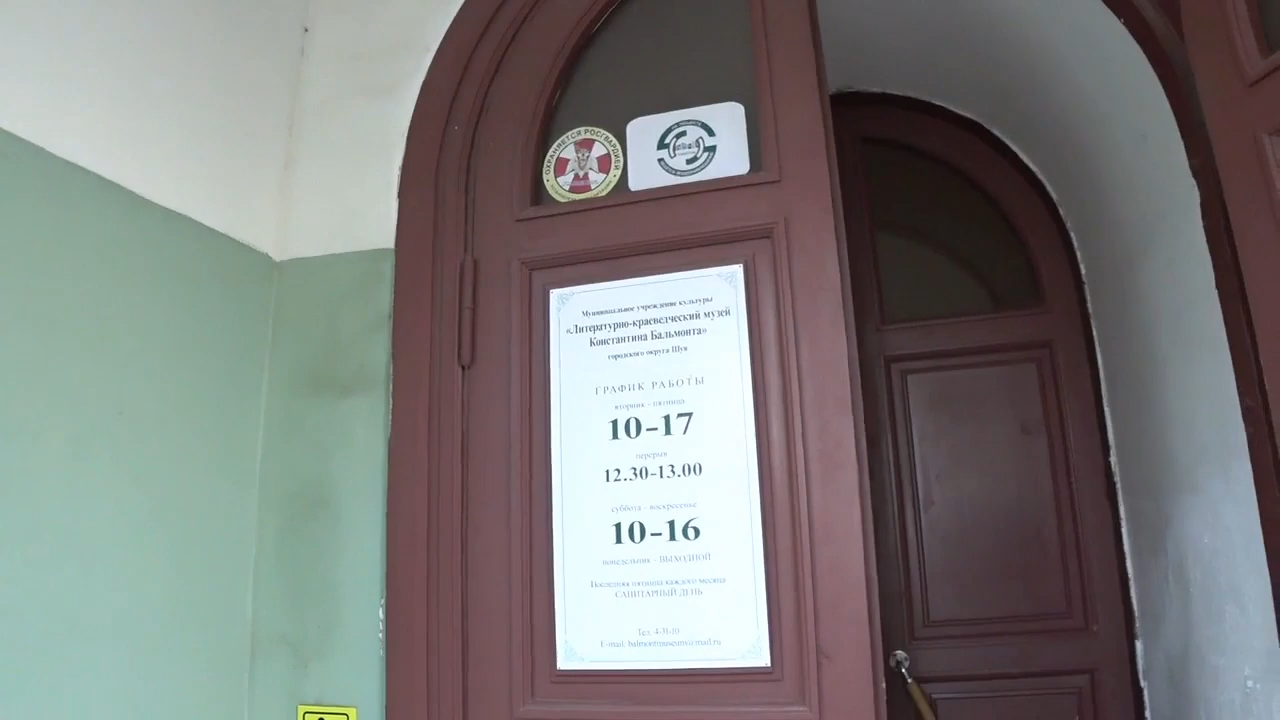 ОХРАНЯЕТСЯ РОСГВАРДИЕЙ
Муниципальное учреждение культуры
«Литературно-краеведческий музей
Константина Бальмонта»
городского округа Шуя
ГРАФИК РАБОТЫ
вторник - пятница
10-17
перерыв
12.30-13.00
суббота - воскресенье
10-16
понедельник - ВЫХОДНОЙ
Последняя пятница каждого месяца
САНИТАРНЫЙ ДЕНЬ
Тел. 4-31-10
E-mail: balmontmuseum@mail.ru